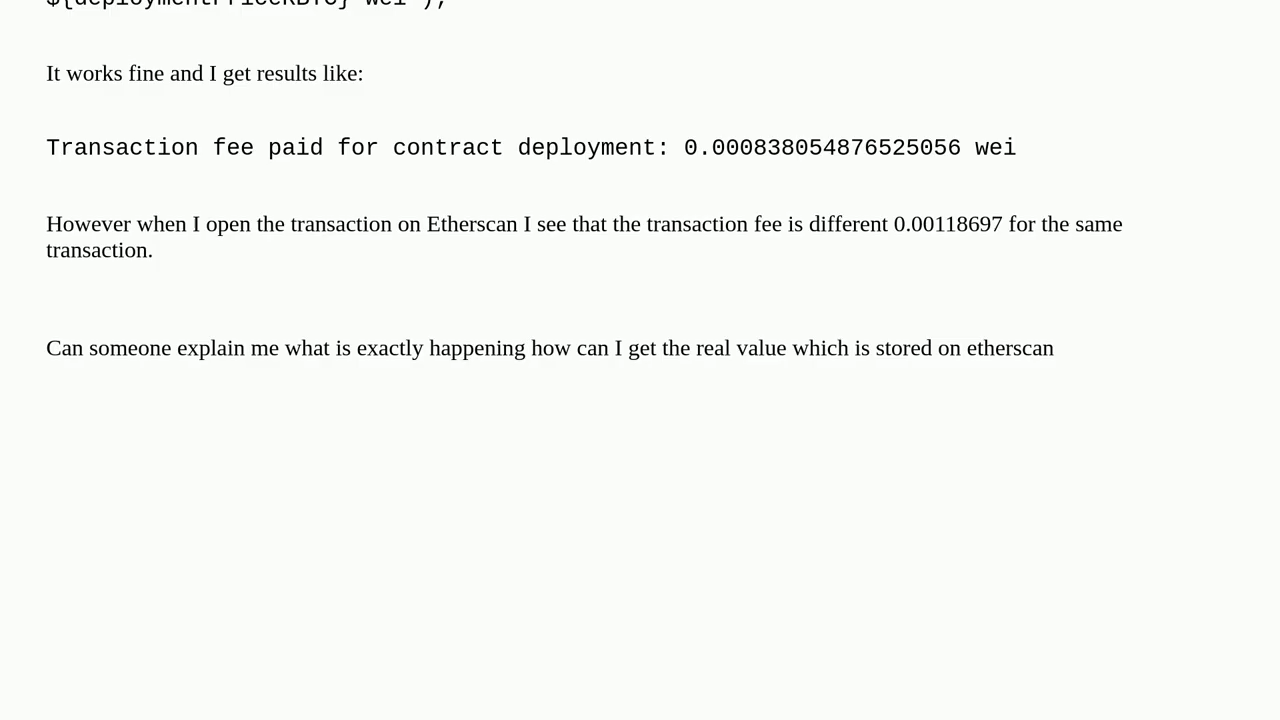 ${deploymentPriceRBTC} wei`);
It works fine and I get results like:
Transaction fee paid for contract deployment: 0.000838054876525056 wei
However when I open the transaction on Etherscan I see that the transaction fee is different 0.00118697 for the same
transaction.
Can someone explain me what is exactly happening how can I get the real value which is stored on etherscan